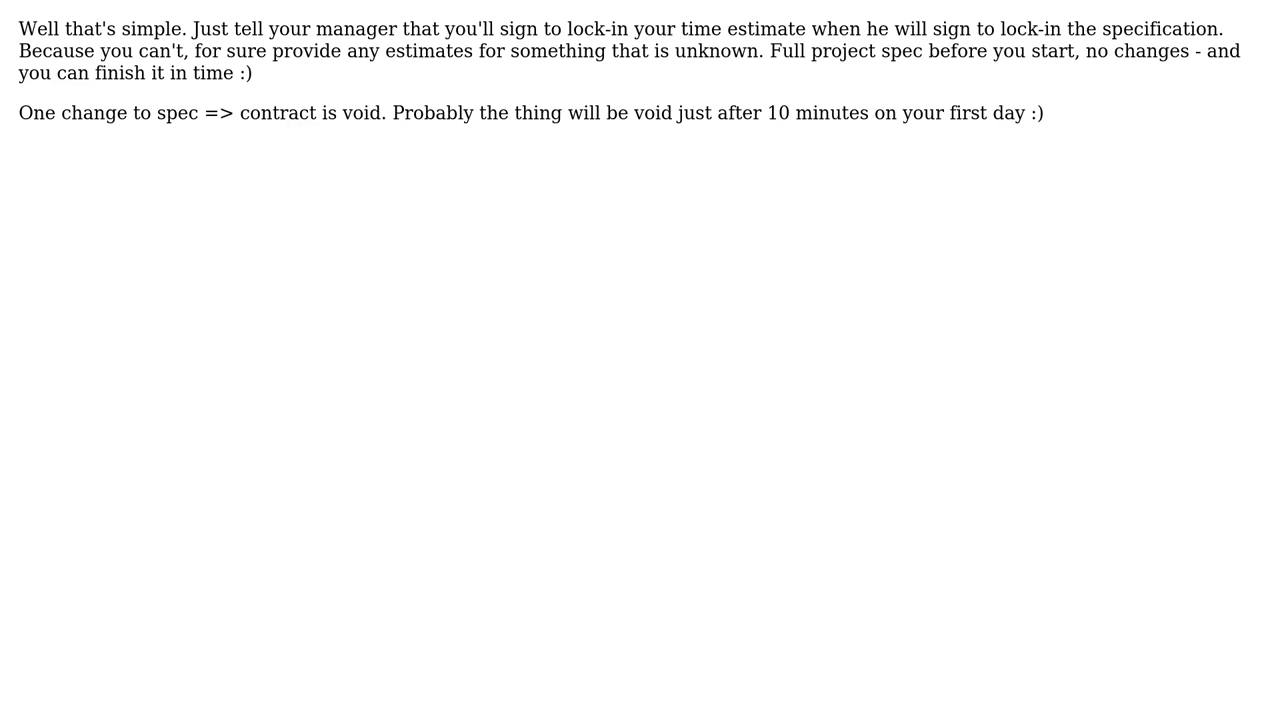 Well that's simple. Just tell your manager that you'll sign to lock-in your time estimate when he will sign to lock-in the specification.
Because you can't, for sure provide any estimates for something that is unknown. Full project spec before you start, no changes - and
you can finish it in time :)
One change to spec => contract is void. Probably the thing will be void just after 10 minutes on your first day :)